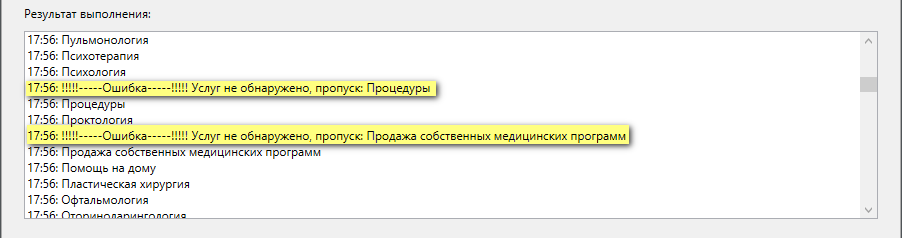 Результат выполнения:
17:56: Пульмонология
17:56: Психотерапия
17:56: Психология
17:56: !!!!!-----Ошибка-----!!!!! Услуг не обнаружено, пропуск: Процедуры
17:56: Процедуры
17:56: Проктология
17:56: !!!!!-----Ошибка-----!!!!! Услуг не обнаружено, пропуск: Продажа собственных медицинских программ
17:56: Продажа собственных медицинских программ
17:56: Помощь на дому
17:56: Пластическая хирургия
17:56: Офтальмология
17:56: Оториноларингология